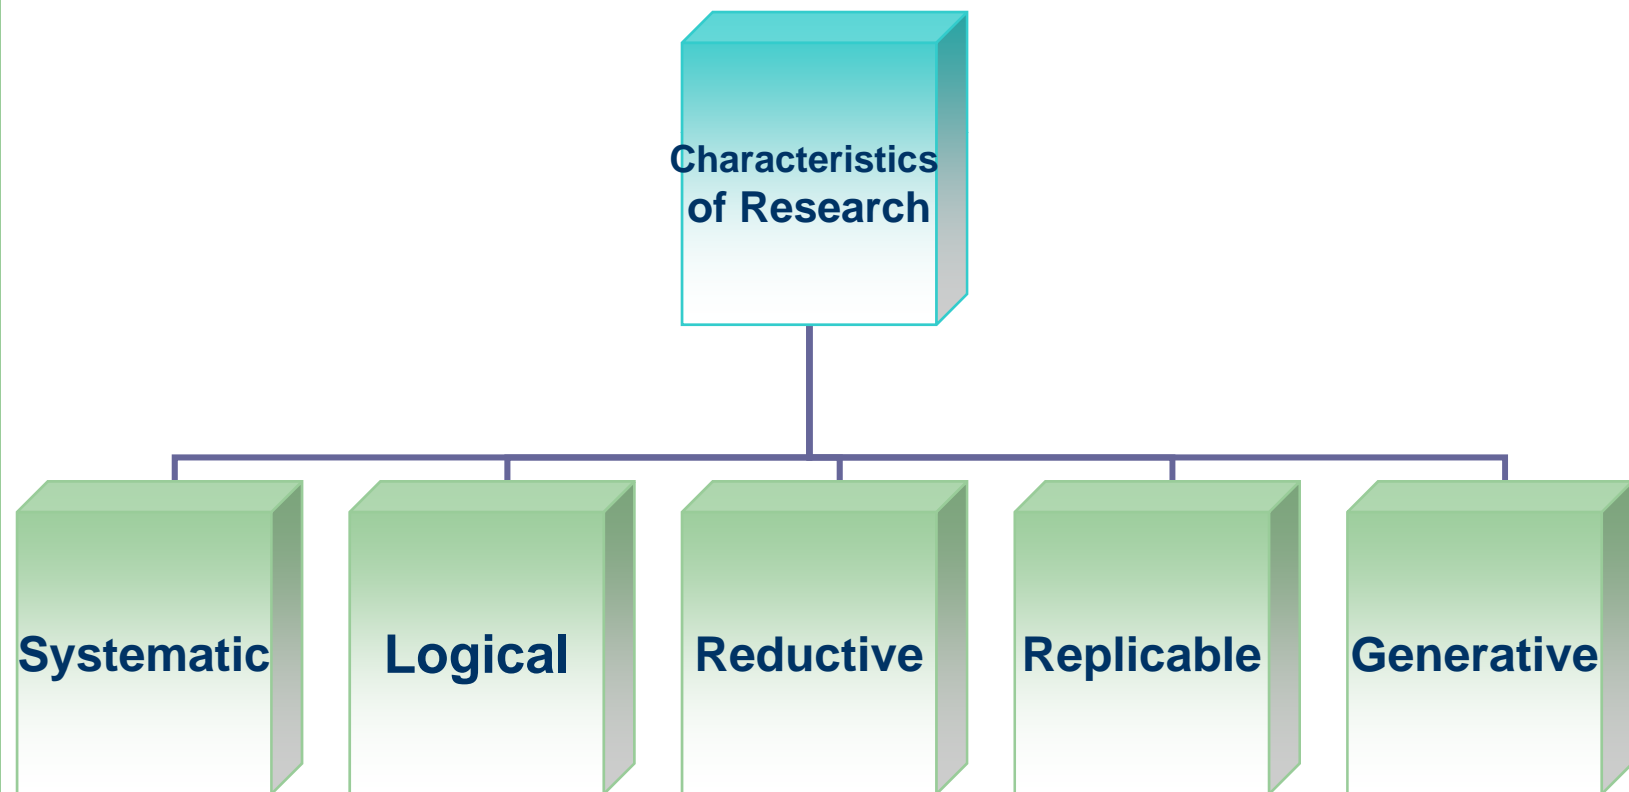 Characteristics
of Research
Systematic
Logical
Reductive
Replicable
Generative